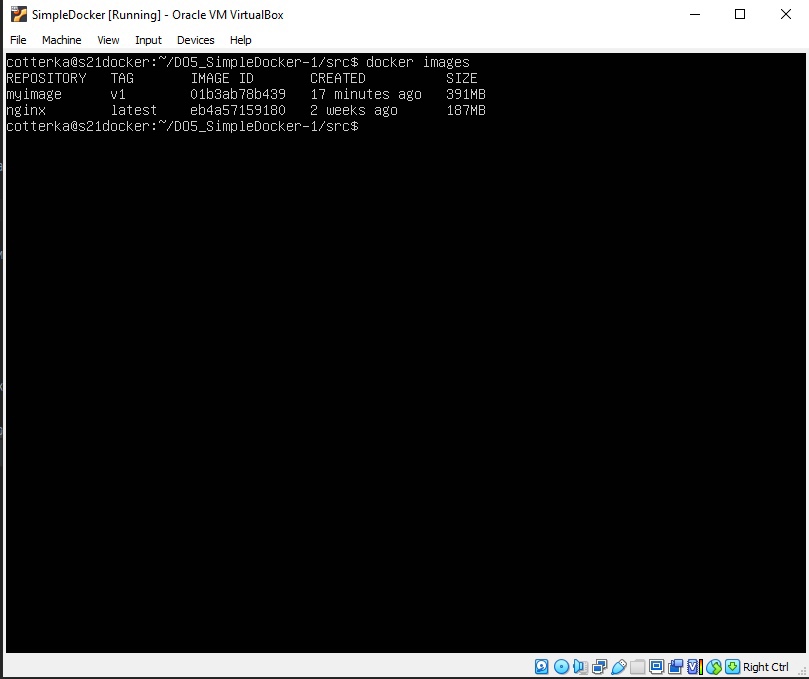 SimpleDocker [Running] - Oracle VM VirtualBox
File Machine View Input Devices Help
cotterka@s21docker:~/DO5_SimpleDocker-1/src$ docker images
REPOSITORY TAG IMAGE ID CREATED SIZE
myimage v1 01b3ab78b439 17 minutes ago 391MB
nginx latest eb4a57159180 2 weeks ago 187MB
cotterka@s21docker:~/DO5_SimpleDocker-1/src$
Right Ctrl